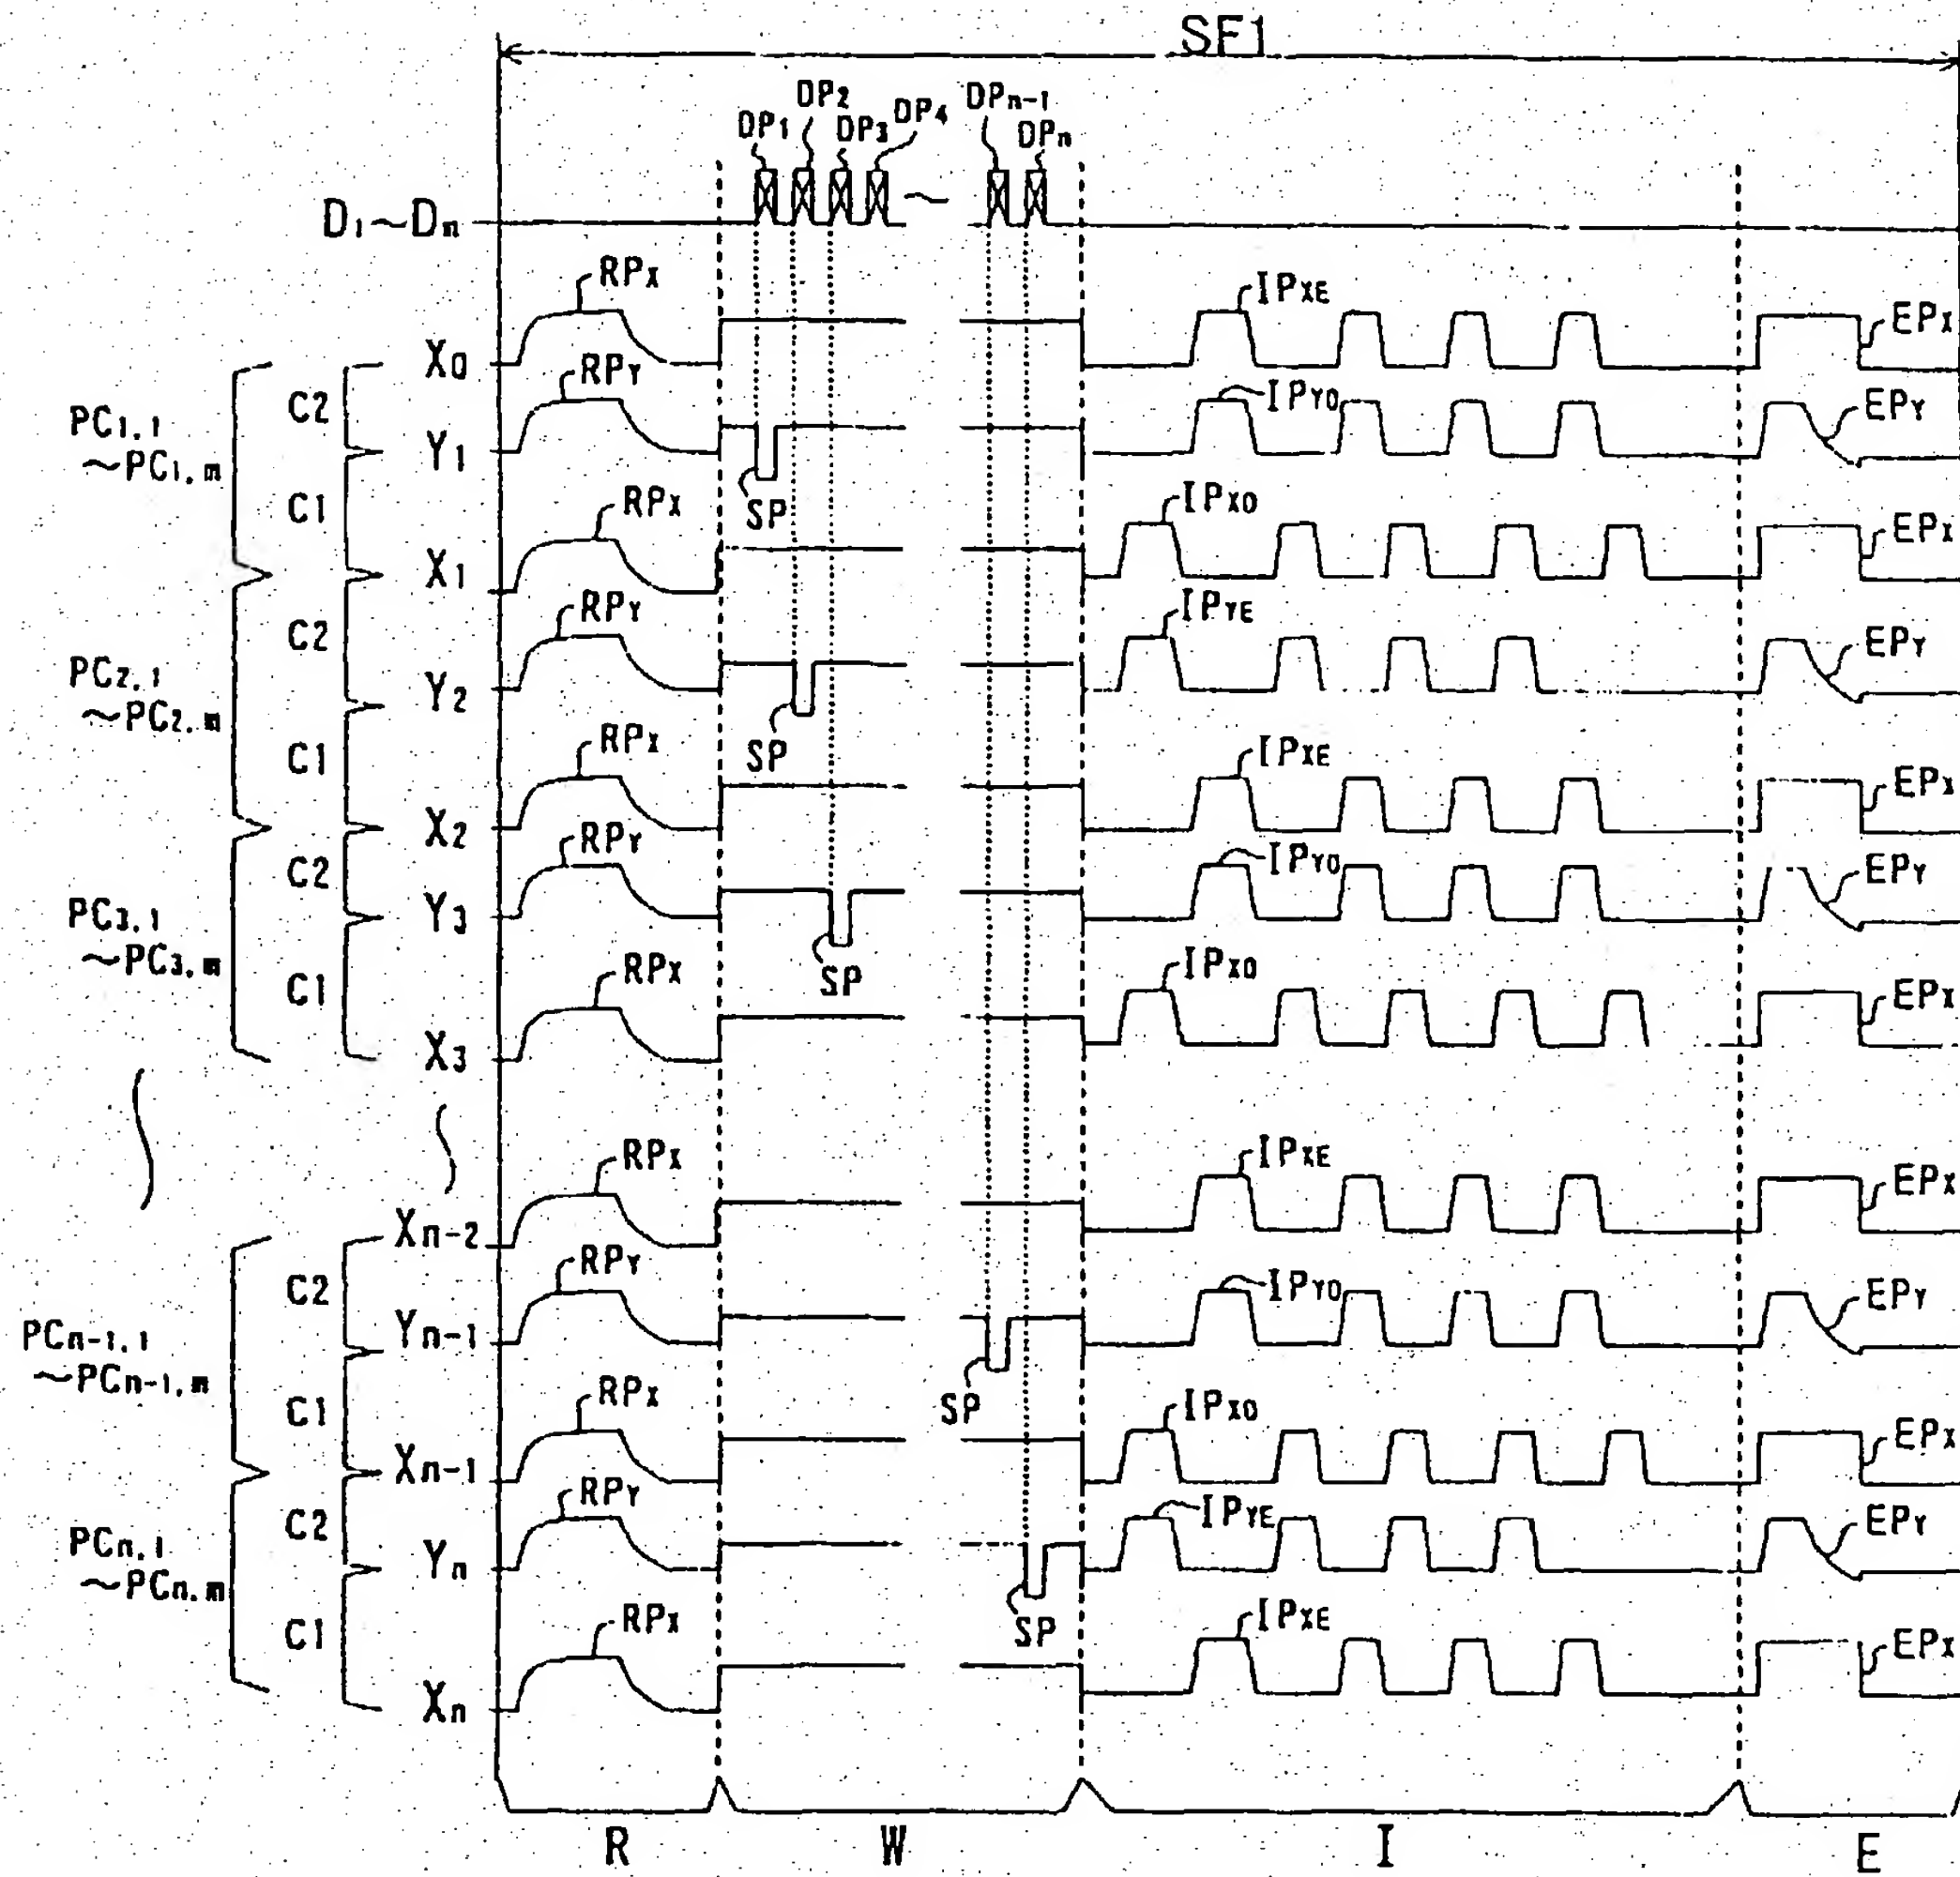 SF1
DP1 DP2 DP3 DP4 DPn-1 DPn
D1~Dn
RPX IPXE EPX
X0
RPY IPYO EPY
C2
PC1,1
~PC1,m
Y1
SP
C1
RPX IPXO EPX
X1
RPY IPYE EPY
C2
PC2,1
~PC2,m
Y2
SP
C1
RPX IPXE EPX
X2
RPY IPYO EPY
C2
PC3,1
~PC3,m
Y3
SP
C1
RPX IPXO EPX
X3
RPX IPXE EPX
Xn-2
RPY IPYO EPY
C2
PCn-1,1
~PCn-1,m
Yn-1
SP
C1
RPX IPXO EPX
Xn-1
RPY IPYE EPY
C2
PCn,1
~PCn,m
Yn
SP
C1
RPX IPXE EPX
Xn
R W I E